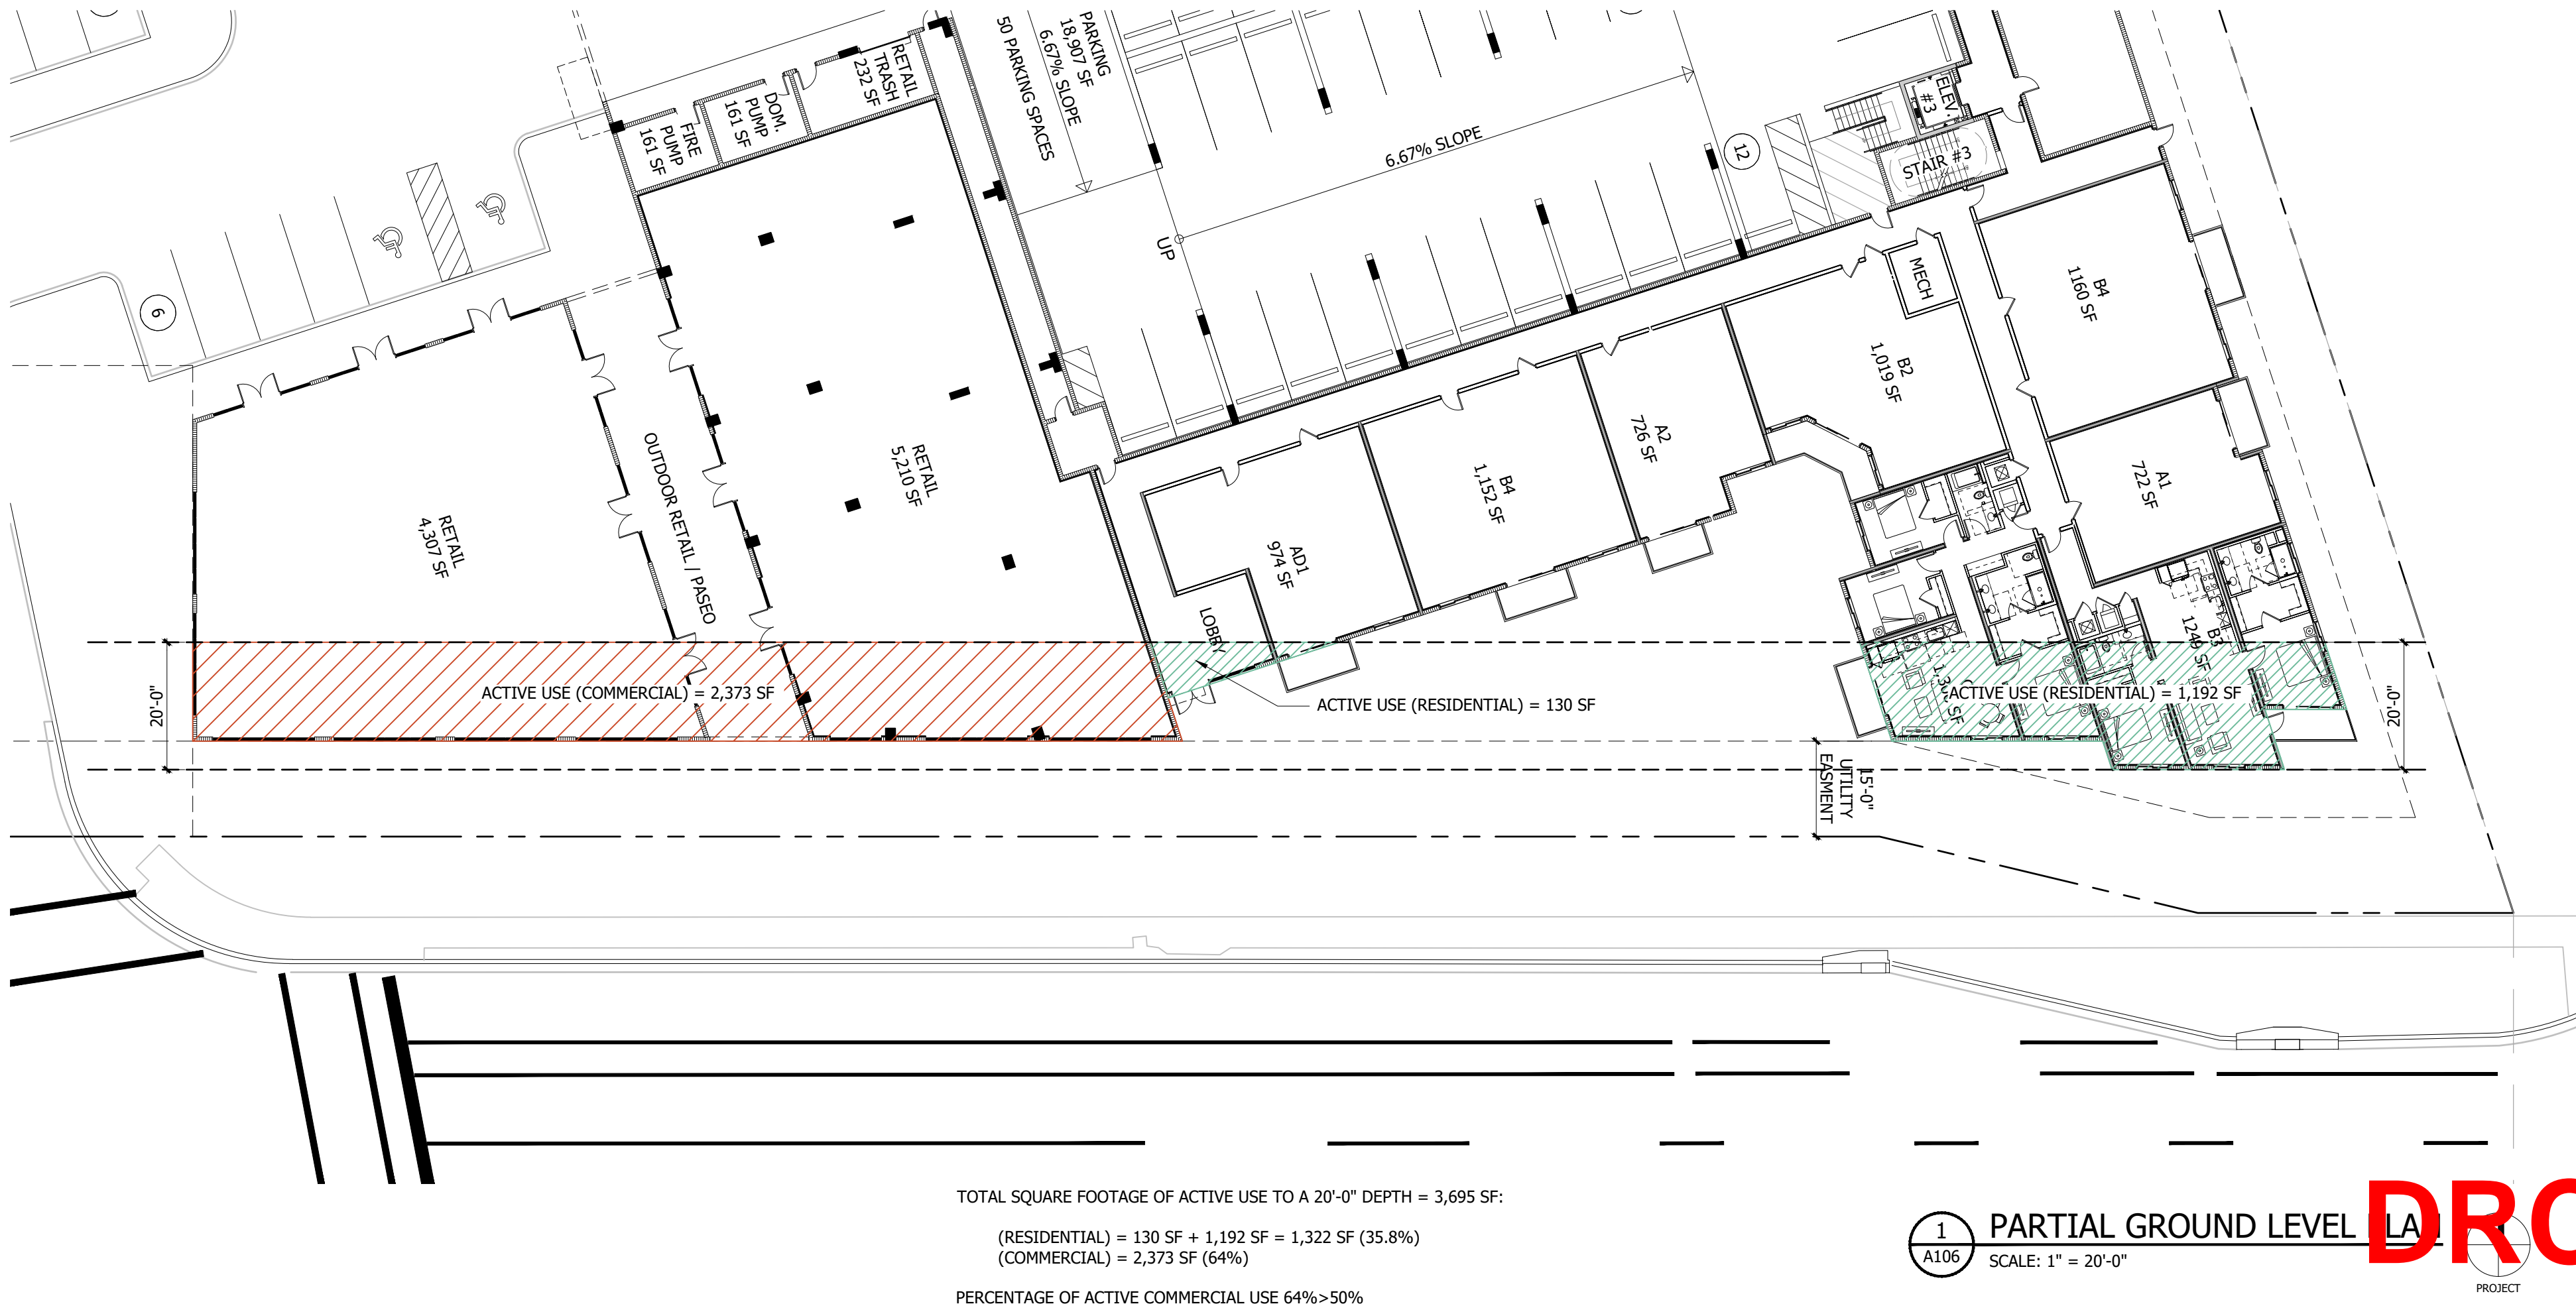 PARKING
18,907 SF
6.67% SLOPE
50 PARKING SPACES
RETAIL
TRASH
232 SF
DOM.
PUMP
161 SF
FIRE
PUMP
161 SF
6.67% SLOPE
12
ELEV.
#3
STAIR #3
UP
MECH
6
B4
1160 SF
B2
1,019 SF
A2
726 SF
B4
1,152 SF
A1
722 SF
RETAIL
5,210 SF
RETAIL
4,307 SF
OUTDOOR RETAIL / PASEO
AD1
974 SF
LOBBY
B3
1249 SF
20'-0"
ACTIVE USE (COMMERCIAL) = 2,373 SF
ACTIVE USE (RESIDENTIAL) = 130 SF
ACTIVE USE (RESIDENTIAL) = 1,192 SF
20'-0"
15'-0"
UTILITY
EASMENT
TOTAL SQUARE FOOTAGE OF ACTIVE USE TO A 20'-0" DEPTH = 3,695 SF:
(RESIDENTIAL) = 130 SF + 1,192 SF = 1,322 SF (35.8%)
(COMMERCIAL) = 2,373 SF (64%)
PERCENTAGE OF ACTIVE COMMERCIAL USE 64%>50%
1
A106
PARTIAL GROUND LEVEL PLAN
SCALE: 1" = 20'-0"
DRC
PROJECT